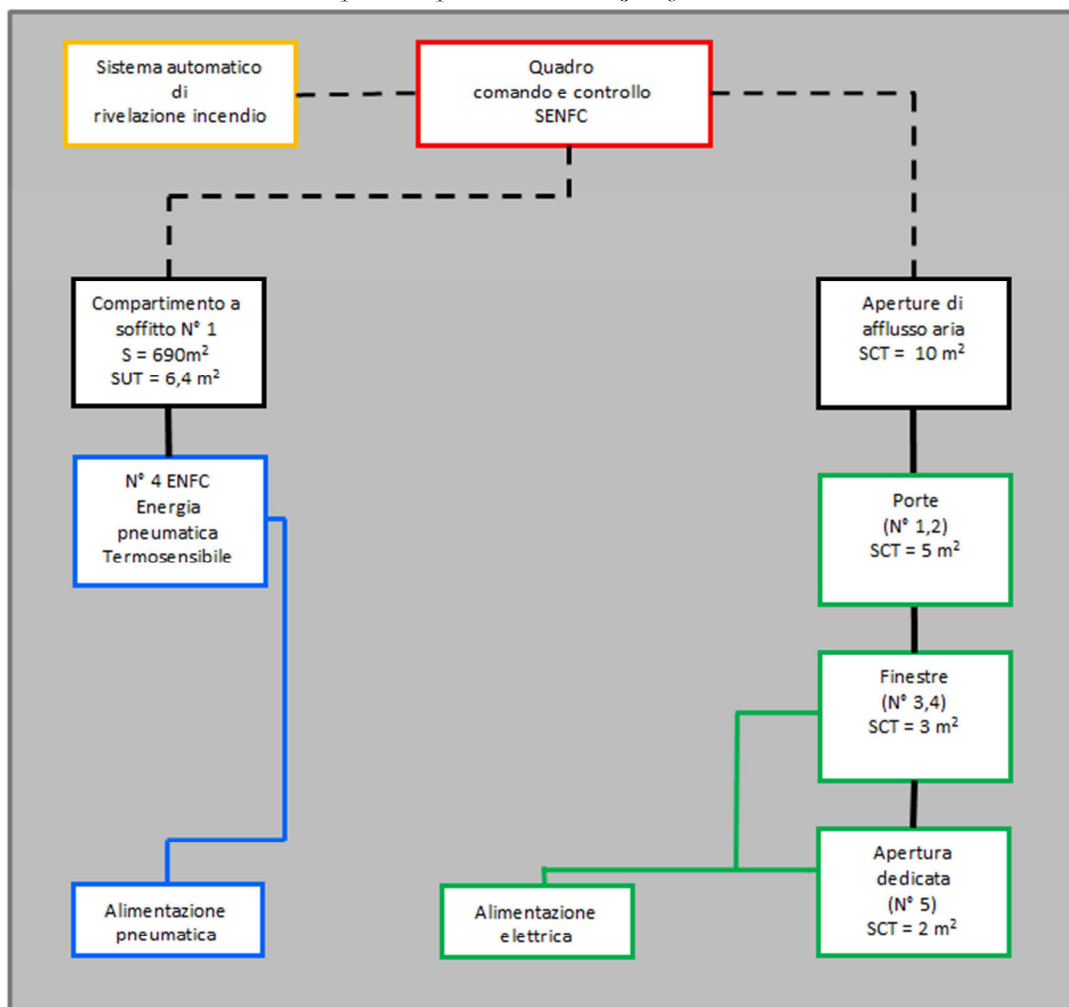 Sistema automatico
di
rivelazione incendio
Quadro
comando e controllo
SENFC
Compartimento a
soffitto N° 1
S = 690m²
SUT = 6,4 m²
Aperture di
afflusso aria
SCT = 10 m²
N° 4 ENFC
Energia
pneumatica
Termosensibile
Porte
(N° 1,2)
SCT = 5 m²
Finestre
(N° 3,4)
SCT = 3 m²
Apertura
dedicata
(N° 5)
SCT = 2 m²
Alimentazione
pneumatica
Alimentazione
elettrica